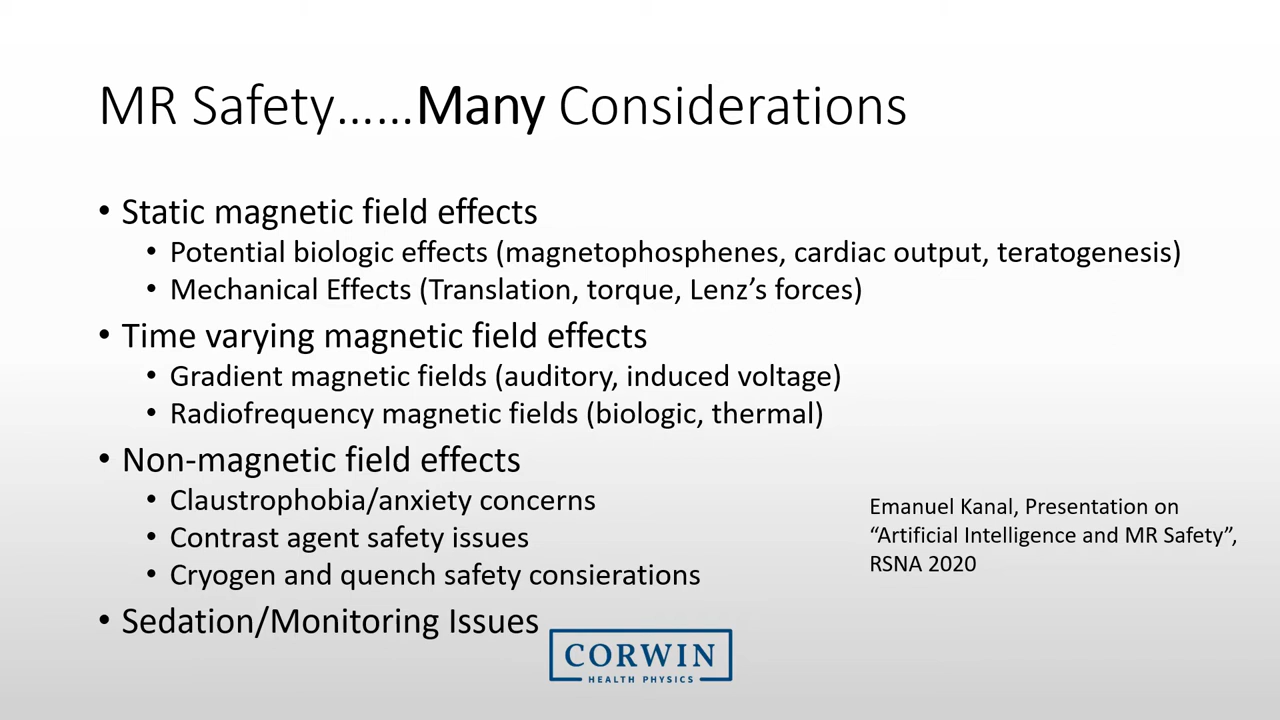 MR Safety......Many Considerations
• Static magnetic field effects
• Potential biologic effects (magnetophosphenes, cardiac output, teratogenesis)
• Mechanical Effects (Translation, torque, Lenz’s forces)
• Time varying magnetic field effects
• Gradient magnetic fields (auditory, induced voltage)
• Radiofrequency magnetic fields (biologic, thermal)
• Non-magnetic field effects
• Claustrophobia/anxiety concerns
• Contrast agent safety issues
• Cryogen and quench safety consierations
• Sedation/Monitoring Issues
Emanuel Kanal, Presentation on
“Artificial Intelligence and MR Safety”,
RSNA 2020
CORWIN
HEALTH PHYSICS